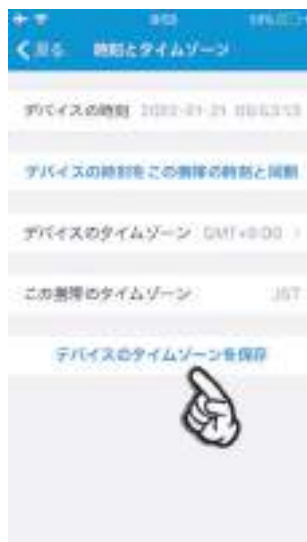 戻る 時刻とタイムゾーン
デバイスの時刻
デバイスの時刻をこの携帯の時刻と同期
デバイスのタイムゾーン GMT+9:00
この携帯のタイムゾーン JST
デバイスのタイムゾーンを保存